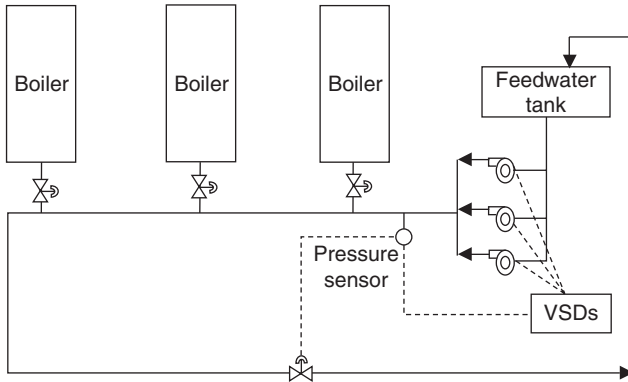 Boiler
Boiler
Boiler
Feedwater
tank
Pressure
sensor
VSDs